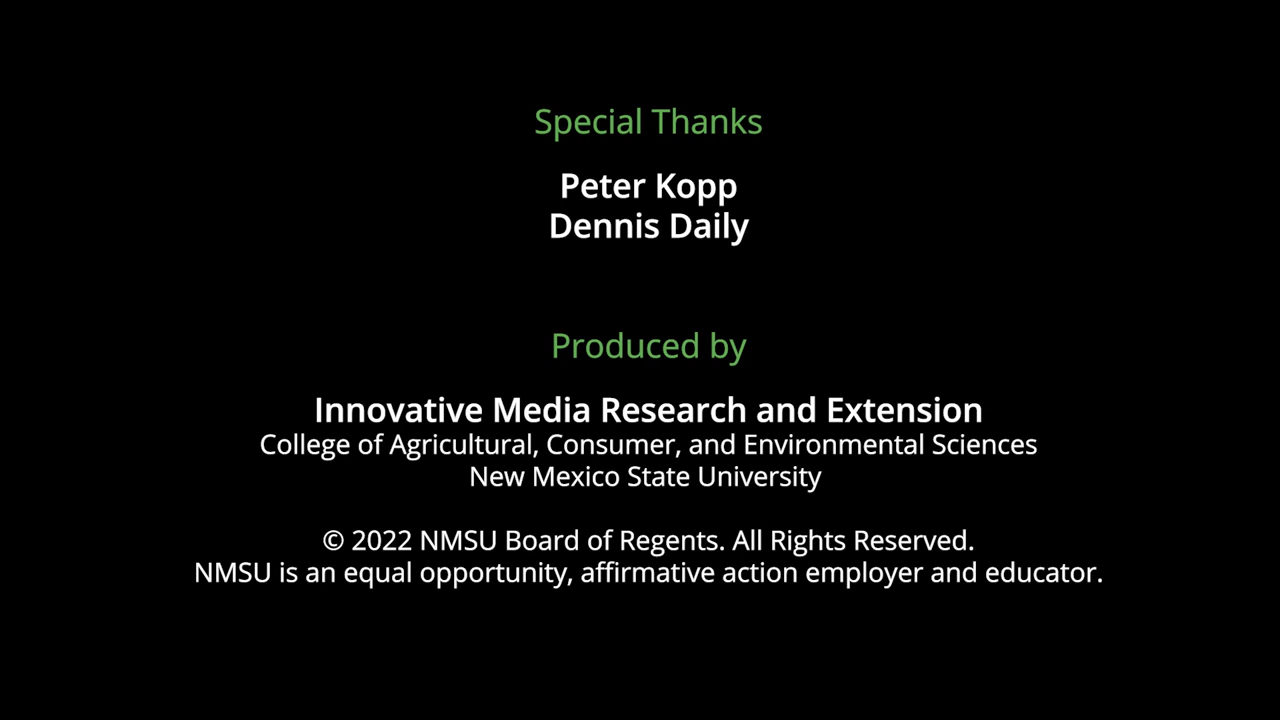 Special Thanks
Peter Kopp
Dennis Daily
Produced by
Innovative Media Research and Extension
College of Agricultural, Consumer, and Environmental Sciences
New Mexico State University
© 2022 NMSU Board of Regents. All Rights Reserved.
NMSU is an equal opportunity, affirmative action employer and educator.